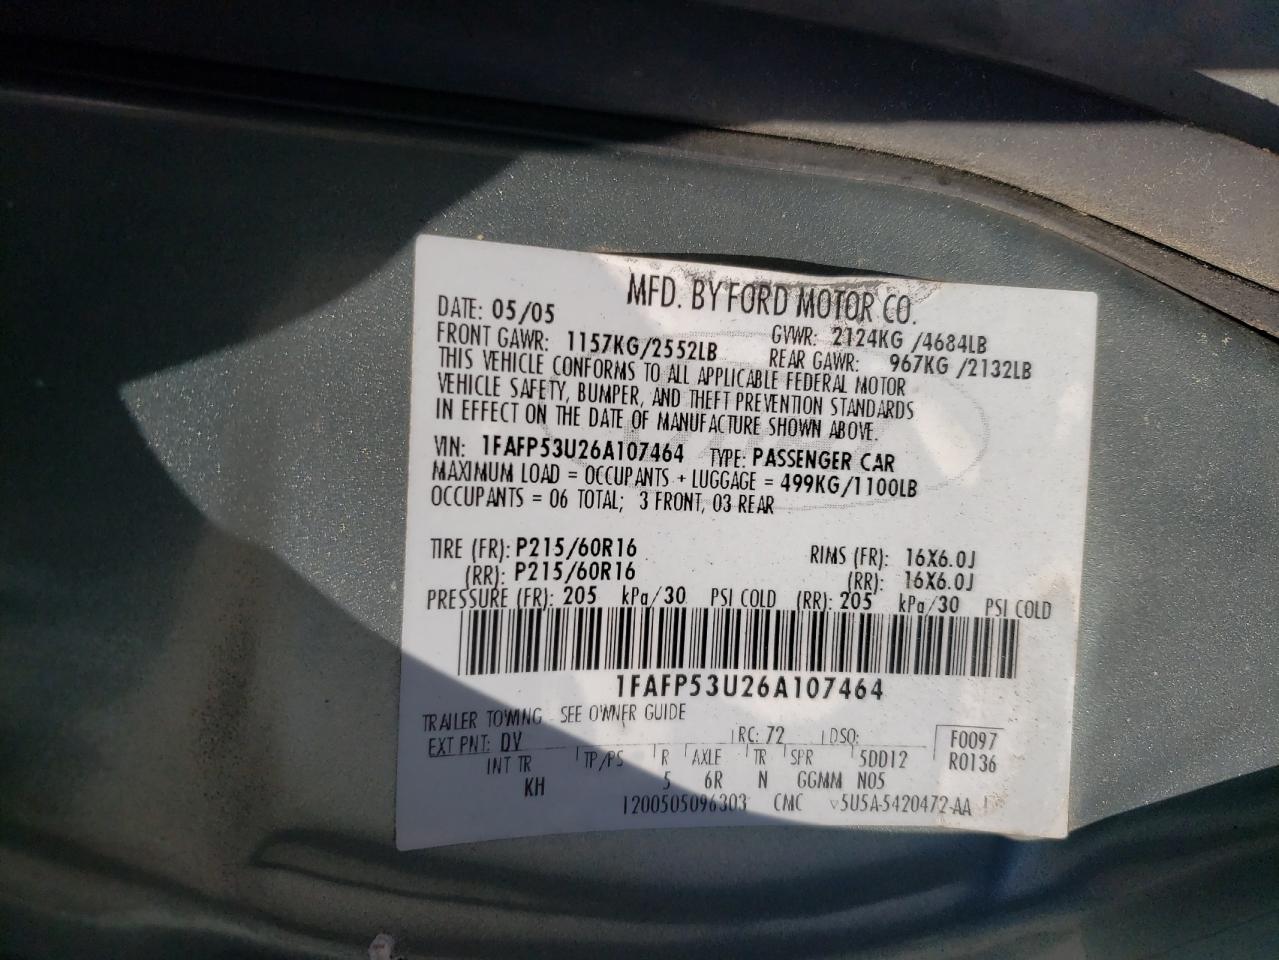 MFD. BY FORD MOTOR CO.
DATE: 05/05 GVWR: 2124KG /4684LB
FRONT GAWR: 1157KG/2552LB REAR GAWR: 967KG /2132LB
THIS VEHICLE CONFORMS TO ALL APPLICABLE FEDERAL MOTOR
VEHICLE SAFETY, BUMPER, AND THEFT PREVENTION STANDARDS
IN EFFECT ON THE DATE OF MANUFACTURE SHOWN ABOVE.
VIN: 1FAFP53U26A107464 TYPE: PASSENGER CAR
MAXIMUM LOAD = OCCUPANTS + LUGGAGE = 499KG/1100LB
OCCUPANTS = 06 TOTAL; 3 FRONT, 03 REAR
TIRE (FR): P215/60R16 RIMS (FR): 16X6.0J
(RR): P215/60R16 (RR): 16X6.0J
PRESSURE (FR): 205 kPa/30 PSI COLD (RR): 205 kPa/30 PSI COLD
1FAFP53U26A107464
TRAILER TOWING - SEE OWNER GUIDE
EXT PNT: DV RC: 72 DSO: F0097
INT TR TP/PS R AXLE TR SPR 5DD12 R0136
KH 5 6R N GGMM N05
1200505096303 CMC ▽5U5A-5420472-AA